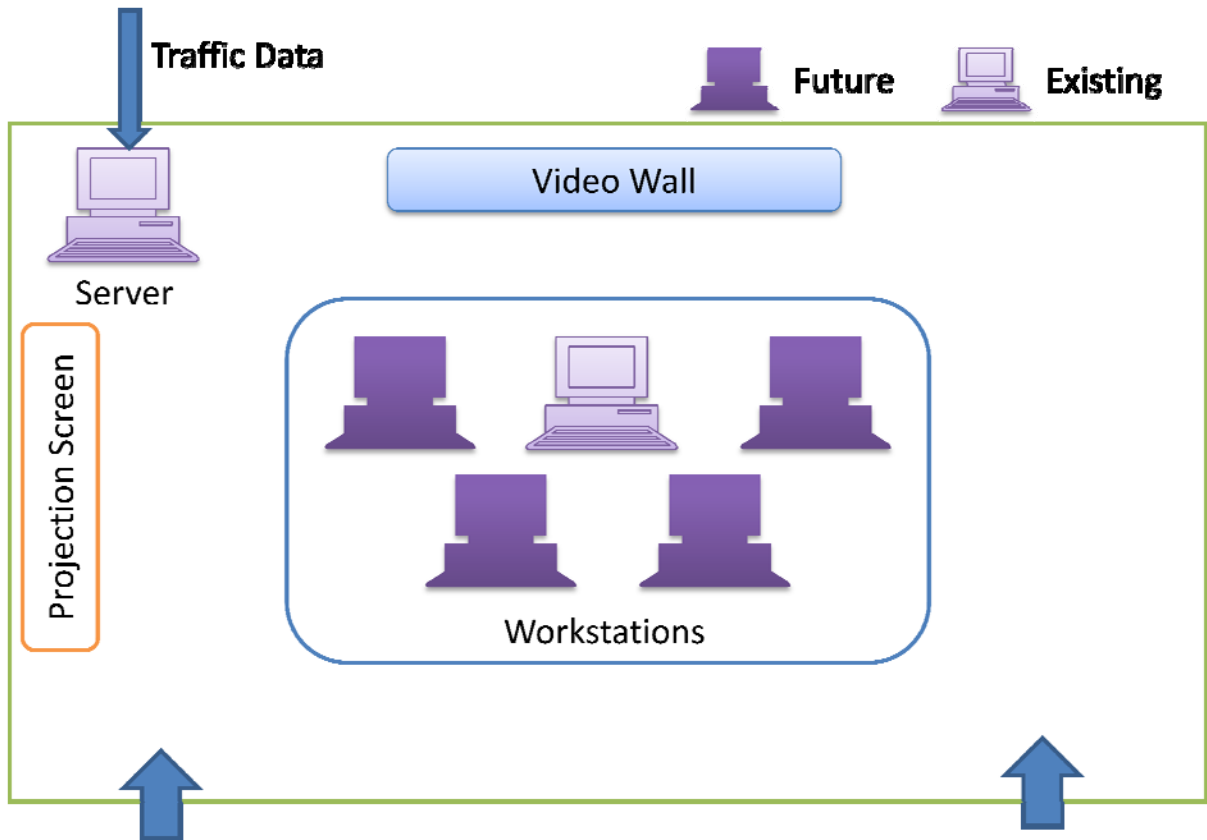 Traffic Data
Future
Existing
Video Wall
Server
Projection Screen
Workstations